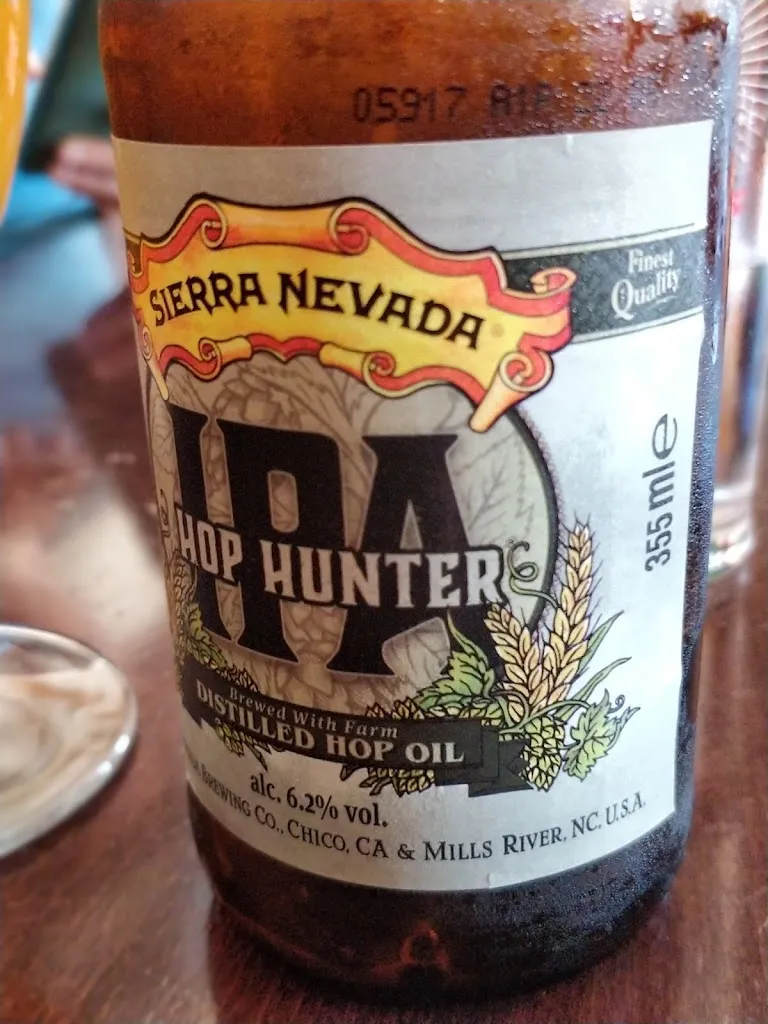 05917
SIERRA NEVADA
Finest
Quality
IPA
HOP HUNTER
355 ml e
Brewed With Farm
DISTILLED HOP OIL
alc. 6.2% vol.
BREWING CO., CHICO, CA & MILLS RIVER, NC, U.S.A.